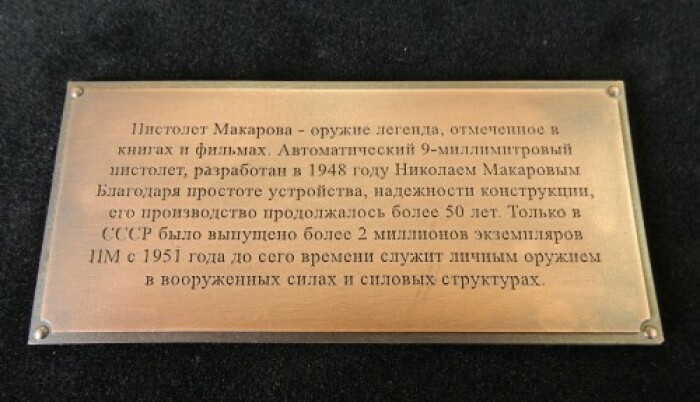 Пистолет Макарова - оружие легенда, отмеченное в
книгах и фильмах. Автоматический 9-миллимитровый
пистолет, разработан в 1948 году Николаем Макаровым
Благодаря простоте устройства, надежности конструкции,
его производство продолжалось более 50 лет. Только в
СССР было выпущено более 2 миллионов экземпляров
ПМ с 1951 года до сего времени служит личным оружием
в вооруженных силах и силовых структурах.